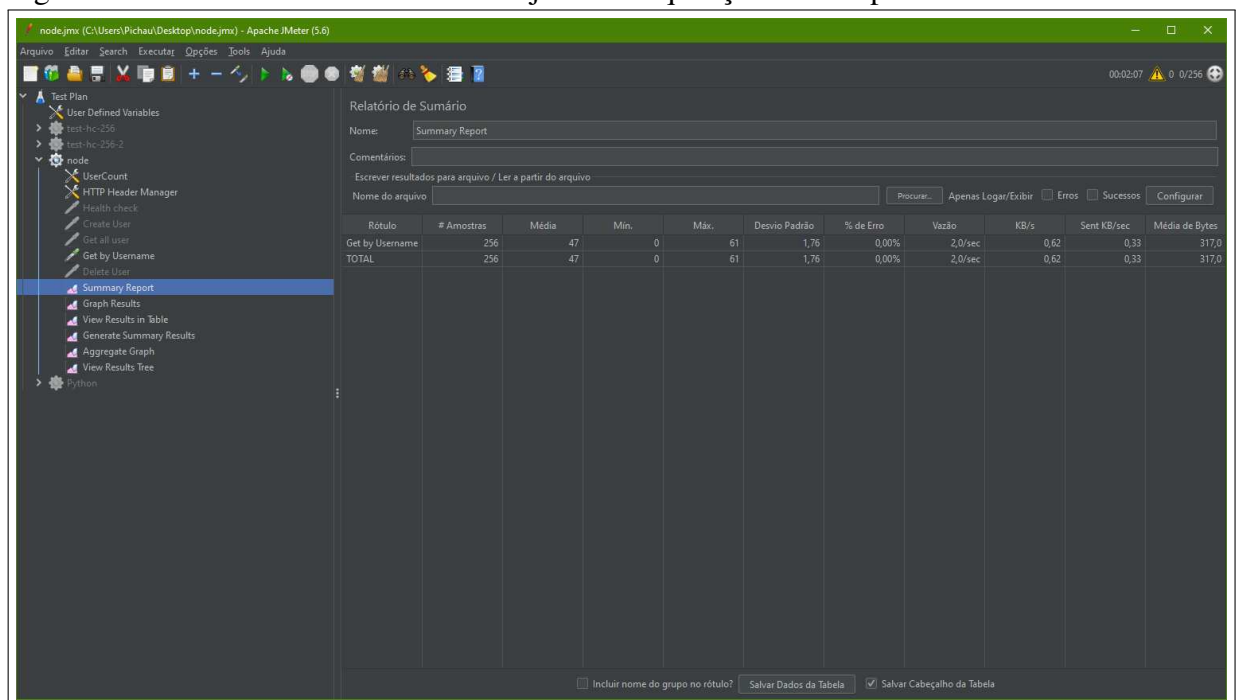 node.jmx (C:\Users\Pichau\Desktop\node.jmx) - Apache JMeter (5.6)
Arquivo Editar Search Executar Opções Tools Ajuda
00:02:07 0 0/256
Test Plan
User Defined Variables
test-hc-256
test-hc-256-2
node
UserCount
HTTP Header Manager
Health check
Create User
Get all user
Get by Username
Delete User
Summary Report
Graph Results
View Results in Table
Generate Summary Results
Aggregate Graph
View Results Tree
Python
Relatório de Sumário
Nome: Summary Report
Comentários:
Escrever resultados para arquivo / Ler a partir do arquivo
Nome do arquivo Procurar... Apenas Logar/Exibir Erros Sucessos Configurar
Rótulo # Amostras Média Mín. Máx. Desvio Padrão % de Erro Vazão KB/s Sent KB/sec Média de Bytes
Get by Username 256 47 0 61 1,76 0,00% 2,0/sec 0,62 0,33 317,0
TOTAL 256 47 0 61 1,76 0,00% 2,0/sec 0,62 0,33 317,0
Incluir nome do grupo no rótulo? Salvar Dados da Tabela Salvar Cabeçalho da Tabela